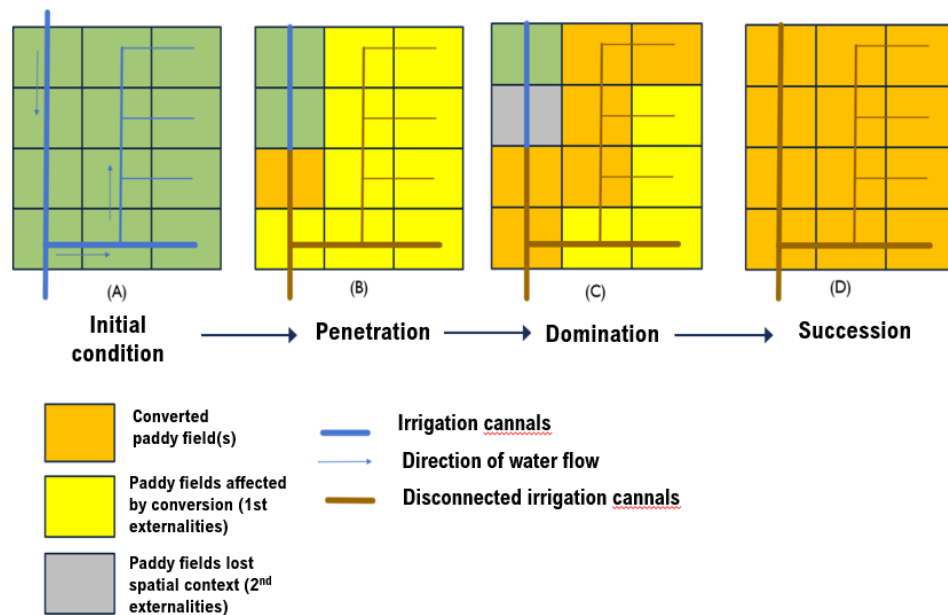 (A)
(B)
(C)
(D)
Initial
condition
Penetration
Domination
Succession
Converted
paddy field(s)
Paddy fields affected
by conversion (1st
externalities)
Paddy fields lost
spatial context (2nd
externalities)
Irrigation cannals
Direction of water flow
Disconnected irrigation cannals